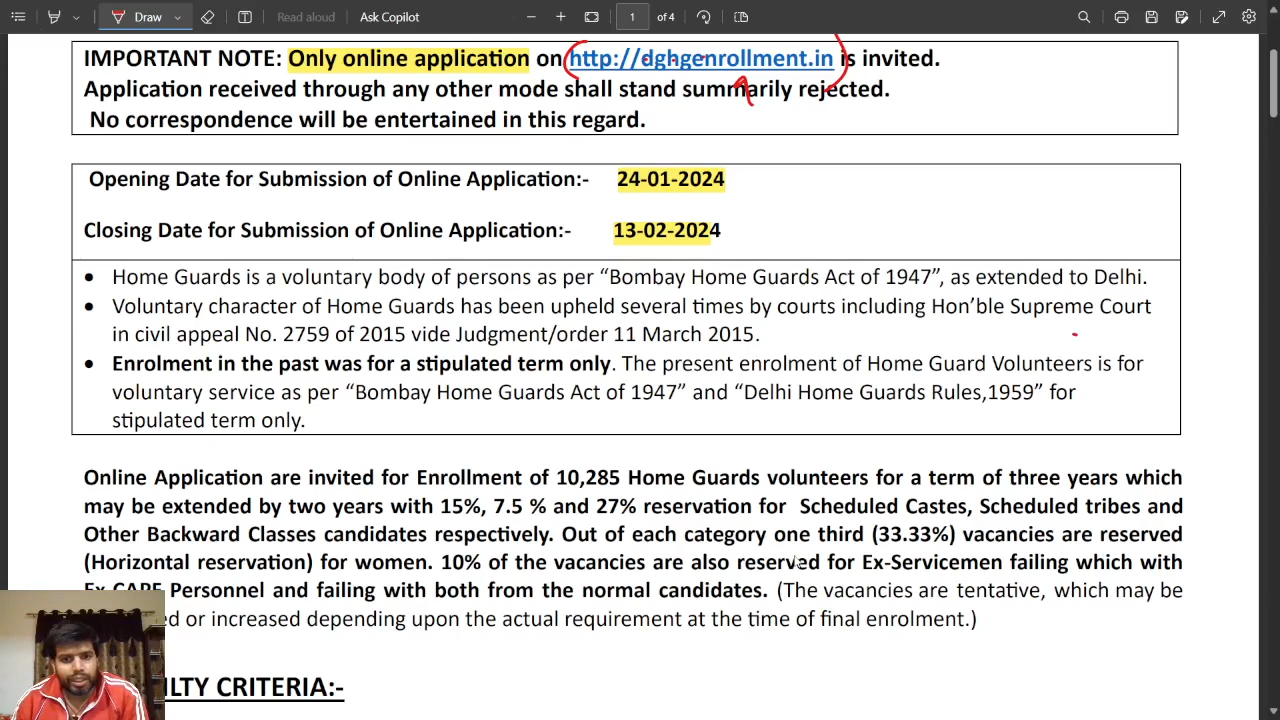 Draw
Read aloud
Ask Copilot
1
of 4
IMPORTANT NOTE: Only online application on http://dghgenrollment.in is invited.
Application received through any other mode shall stand summarily rejected.
No correspondence will be entertained in this regard.
Opening Date for Submission of Online Application:- 24-01-2024
Closing Date for Submission of Online Application:- 13-02-2024
• Home Guards is a voluntary body of persons as per “Bombay Home Guards Act of 1947”, as extended to Delhi.
• Voluntary character of Home Guards has been upheld several times by courts including Hon’ble Supreme Court
in civil appeal No. 2759 of 2015 vide Judgment/order 11 March 2015.
• Enrolment in the past was for a stipulated term only. The present enrolment of Home Guard Volunteers is for
voluntary service as per “Bombay Home Guards Act of 1947” and “Delhi Home Guards Rules,1959” for
stipulated term only.
Online Application are invited for Enrollment of 10,285 Home Guards volunteers for a term of three years which
may be extended by two years with 15%, 7.5 % and 27% reservation for Scheduled Castes, Scheduled tribes and
Other Backward Classes candidates respectively. Out of each category one third (33.33%) vacancies are reserved
(Horizontal reservation) for women. 10% of the vacancies are also reserved for Ex-Servicemen failing which with
Ex-CAPF Personnel and failing with both from the normal candidates. (The vacancies are tentative, which may be
ed or increased depending upon the actual requirement at the time of final enrolment.)
ILTY CRITERIA:-